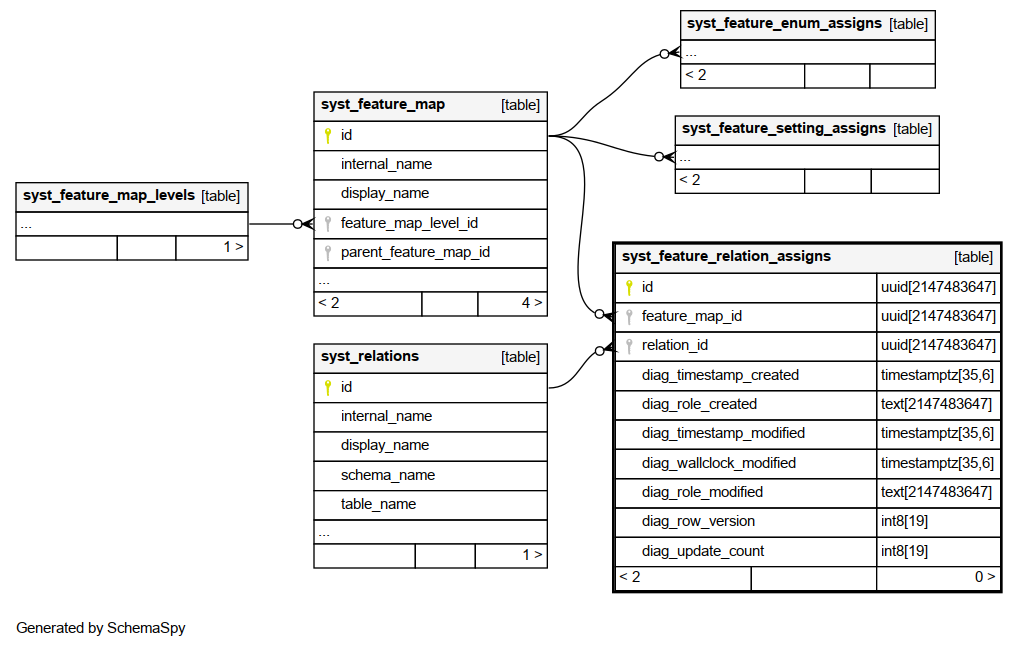 syst_feature_enum_assigns [table]
...
< 2
syst_feature_map [table]
id
internal_name
display_name
feature_map_level_id
parent_feature_map_id
...
< 2 4 >
syst_feature_setting_assigns [table]
...
< 2
syst_feature_map_levels [table]
...
1 >
syst_feature_relation_assigns [table]
id uuid[2147483647]
feature_map_id uuid[2147483647]
relation_id uuid[2147483647]
diag_timestamp_created timestamptz[35,6]
diag_role_created text[2147483647]
diag_timestamp_modified timestamptz[35,6]
diag_wallclock_modified timestamptz[35,6]
diag_role_modified text[2147483647]
diag_row_version int8[19]
diag_update_count int8[19]
< 2 0 >
syst_relations [table]
id
internal_name
display_name
schema_name
table_name
...
1 >
Generated by SchemaSpy